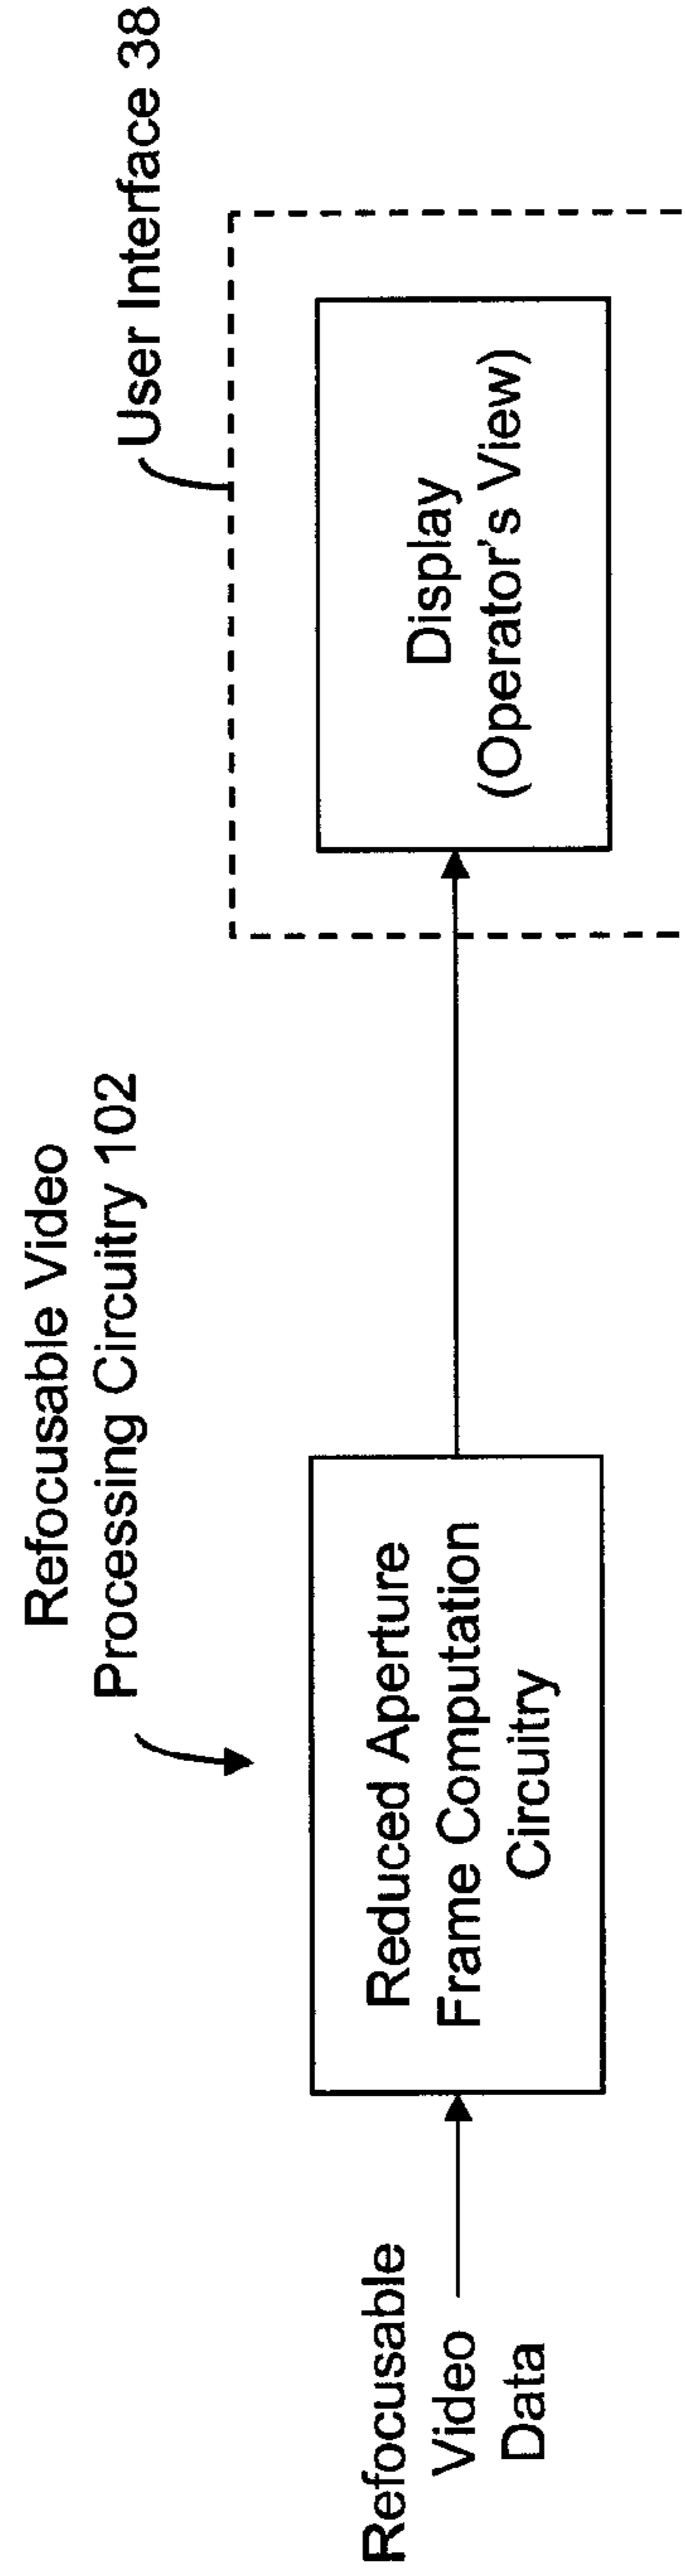 Refocusable Video
Processing Circuitry 102
User Interface 38
Refocusable
Video
Data
Reduced Aperture
Frame Computation
Circuitry
Display
(Operator's View)